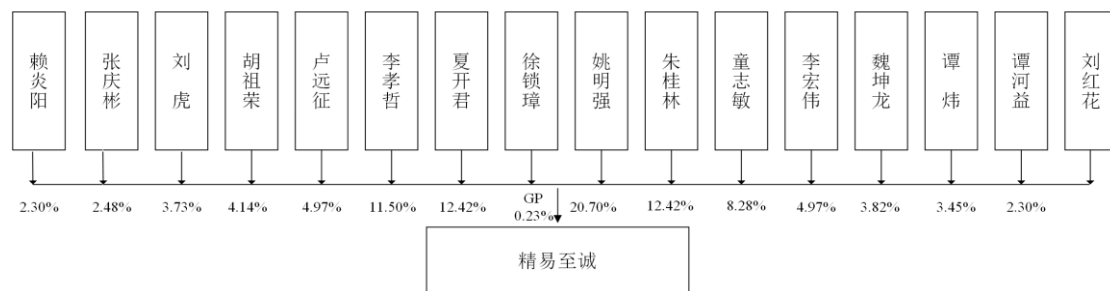 赖炎阳
张庆彬
刘 虎
胡祖荣
卢远征
李孝哲
夏开君
徐锁璋
姚明强
朱桂林
童志敏
李宏伟
魏坤龙
谭 炜
谭河益
刘红花
2.30%
2.48%
3.73%
4.14%
4.97%
11.50%
12.42%
GP
0.23%
20.70%
12.42%
8.28%
4.97%
3.82%
3.45%
2.30%
精易至诚